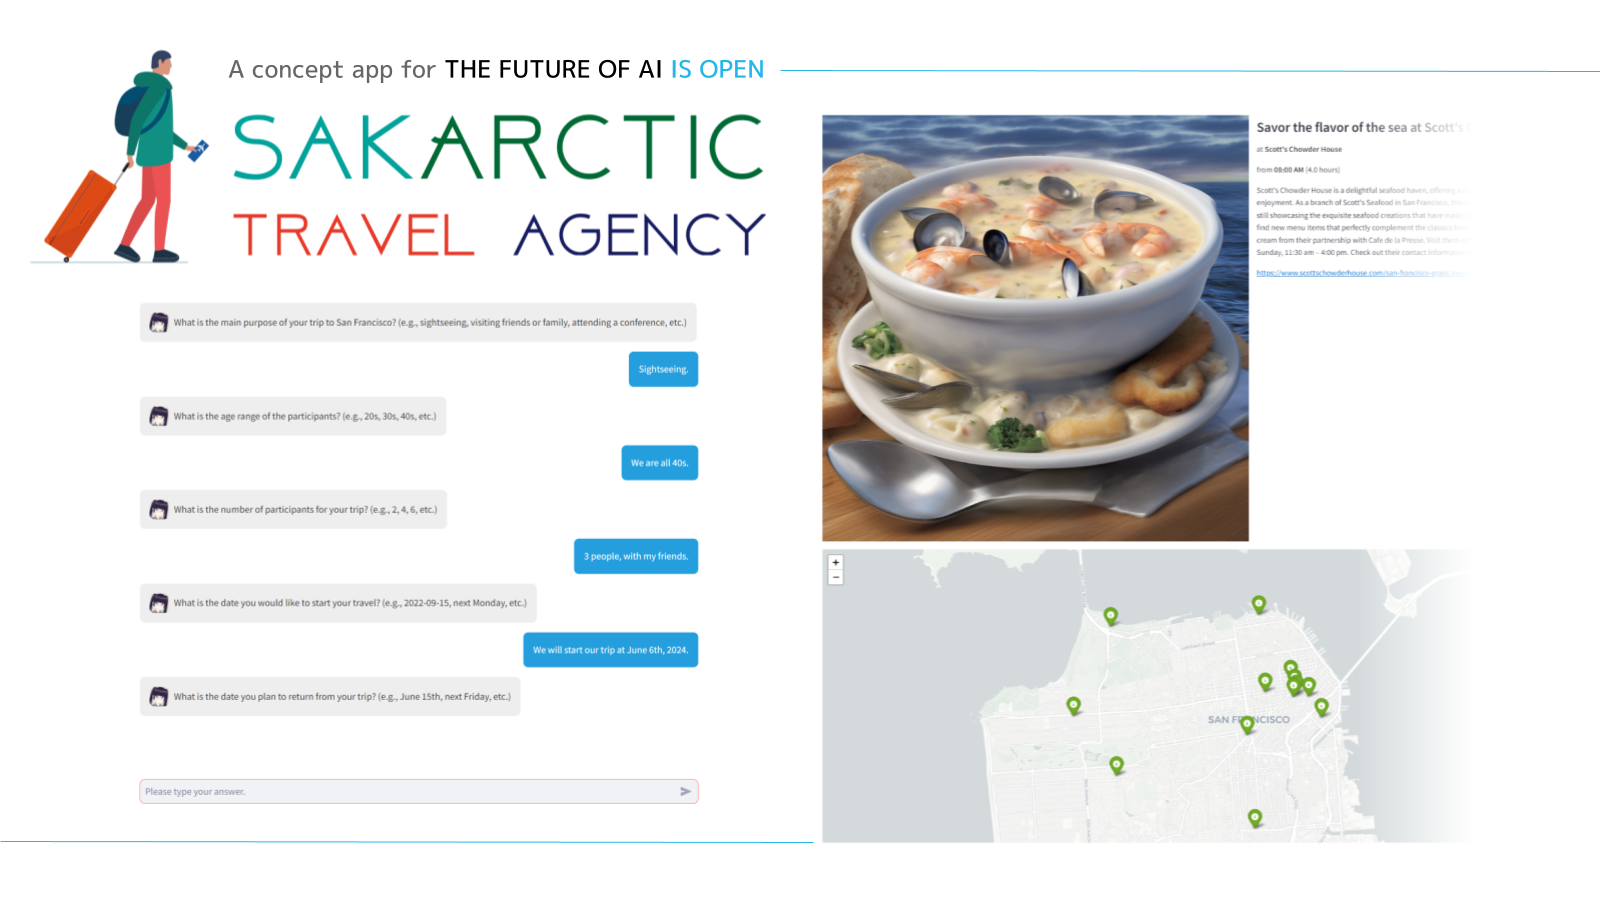 A concept app for THE FUTURE OF AI IS OPEN
SAKARCTIC
TRAVEL AGENCY
What is the main purpose of your trip to San Francisco? (e.g., sightseeing, visiting friends or family, attending a conference, etc.)
Sightseeing.
What is the age range of the participants? (e.g., 20s, 30s, 40s, etc.)
We are all 40s.
What is the number of participants for your trip? (e.g., 2, 4, 6, etc.)
3 people, with my friends.
What is the date you would like to start your travel? (e.g., 2022-09-15, next Monday, etc.)
We will start our trip at June 6th, 2024.
What is the date you plan to return from your trip? (e.g., June 15th, next Friday, etc.)
Please type your answer.
Savor the flavor of the sea at Scott's
at Scott's Chowder House
from 08:00 AM (4.0 hours)
Scott's Chowder House is a delightful seafood haven, offering
enjoyment. As a branch of Scott's Seafood in San Francisco,
still showcasing the exquisite seafood creations that have
find new menu items that perfectly complement the classics
cream from their partnership with Cafe de la Presse. Visit them
Sunday, 11:30 am – 4:00 pm. Check out their contact information
https://www.scottschowderhouse.com/san-francisco-
+
−
SAN FRANCISCO